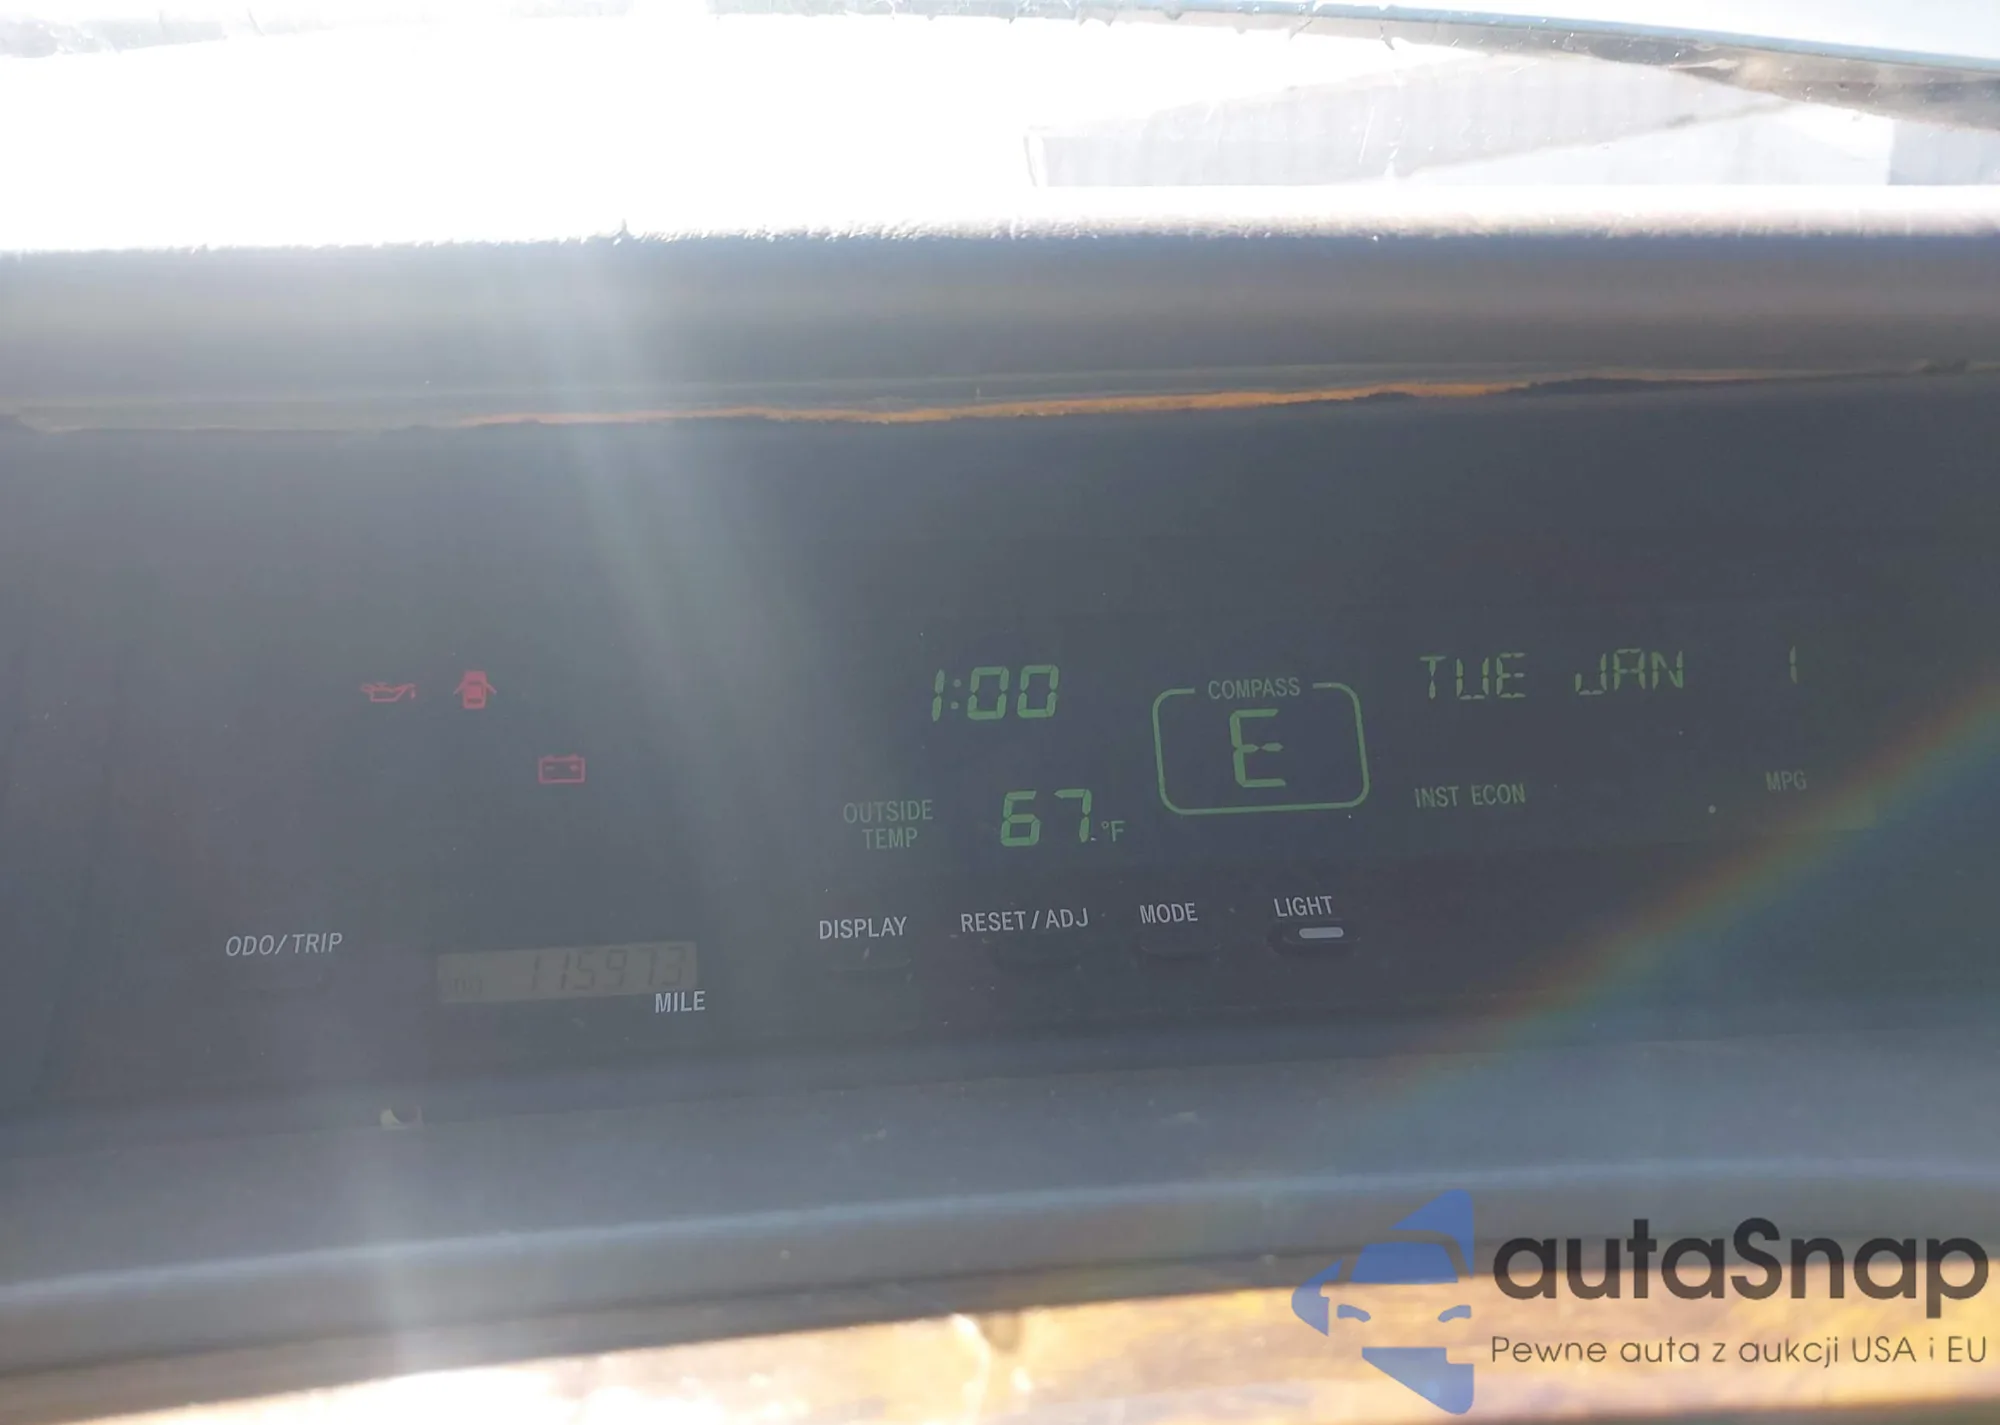 1:00
COMPASS
E
TUE JAN 1
OUTSIDE
TEMP
67 °F
INST ECON
MPG
ODO/TRIP
115973
MILE
DISPLAY
RESET/ADJ
MODE
LIGHT
autaSnap
Pewne auta z aukcji USA i EU